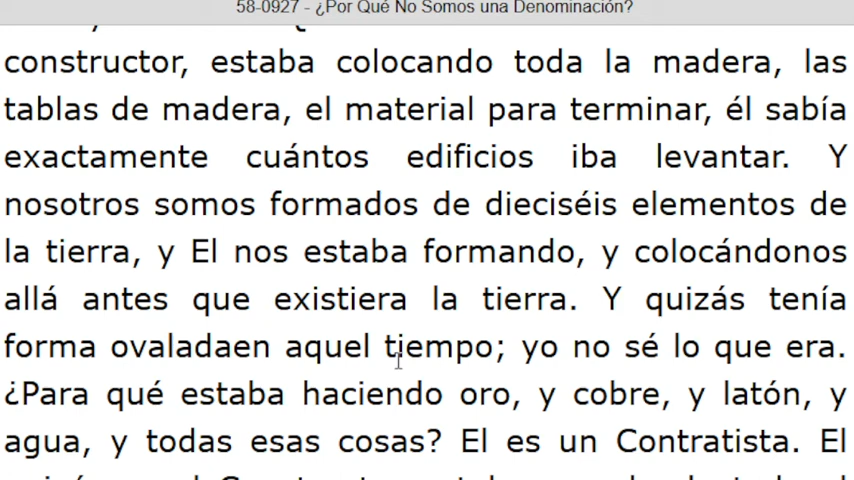 58-0927 - ¿Por Qué No Somos una Denominación?
constructor, estaba colocando toda la madera, las
tablas de madera, el material para terminar, él sabía
exactamente cuántos edificios iba levantar. Y
nosotros somos formados de dieciséis elementos de
la tierra, y El nos estaba formando, y colocándonos
allá antes que existiera la tierra. Y quizás tenía
forma ovaladaen aquel tiempo; yo no sé lo que era.
¿Para qué estaba haciendo oro, y cobre, y latón, y
agua, y todas esas cosas? El es un Contratista. El